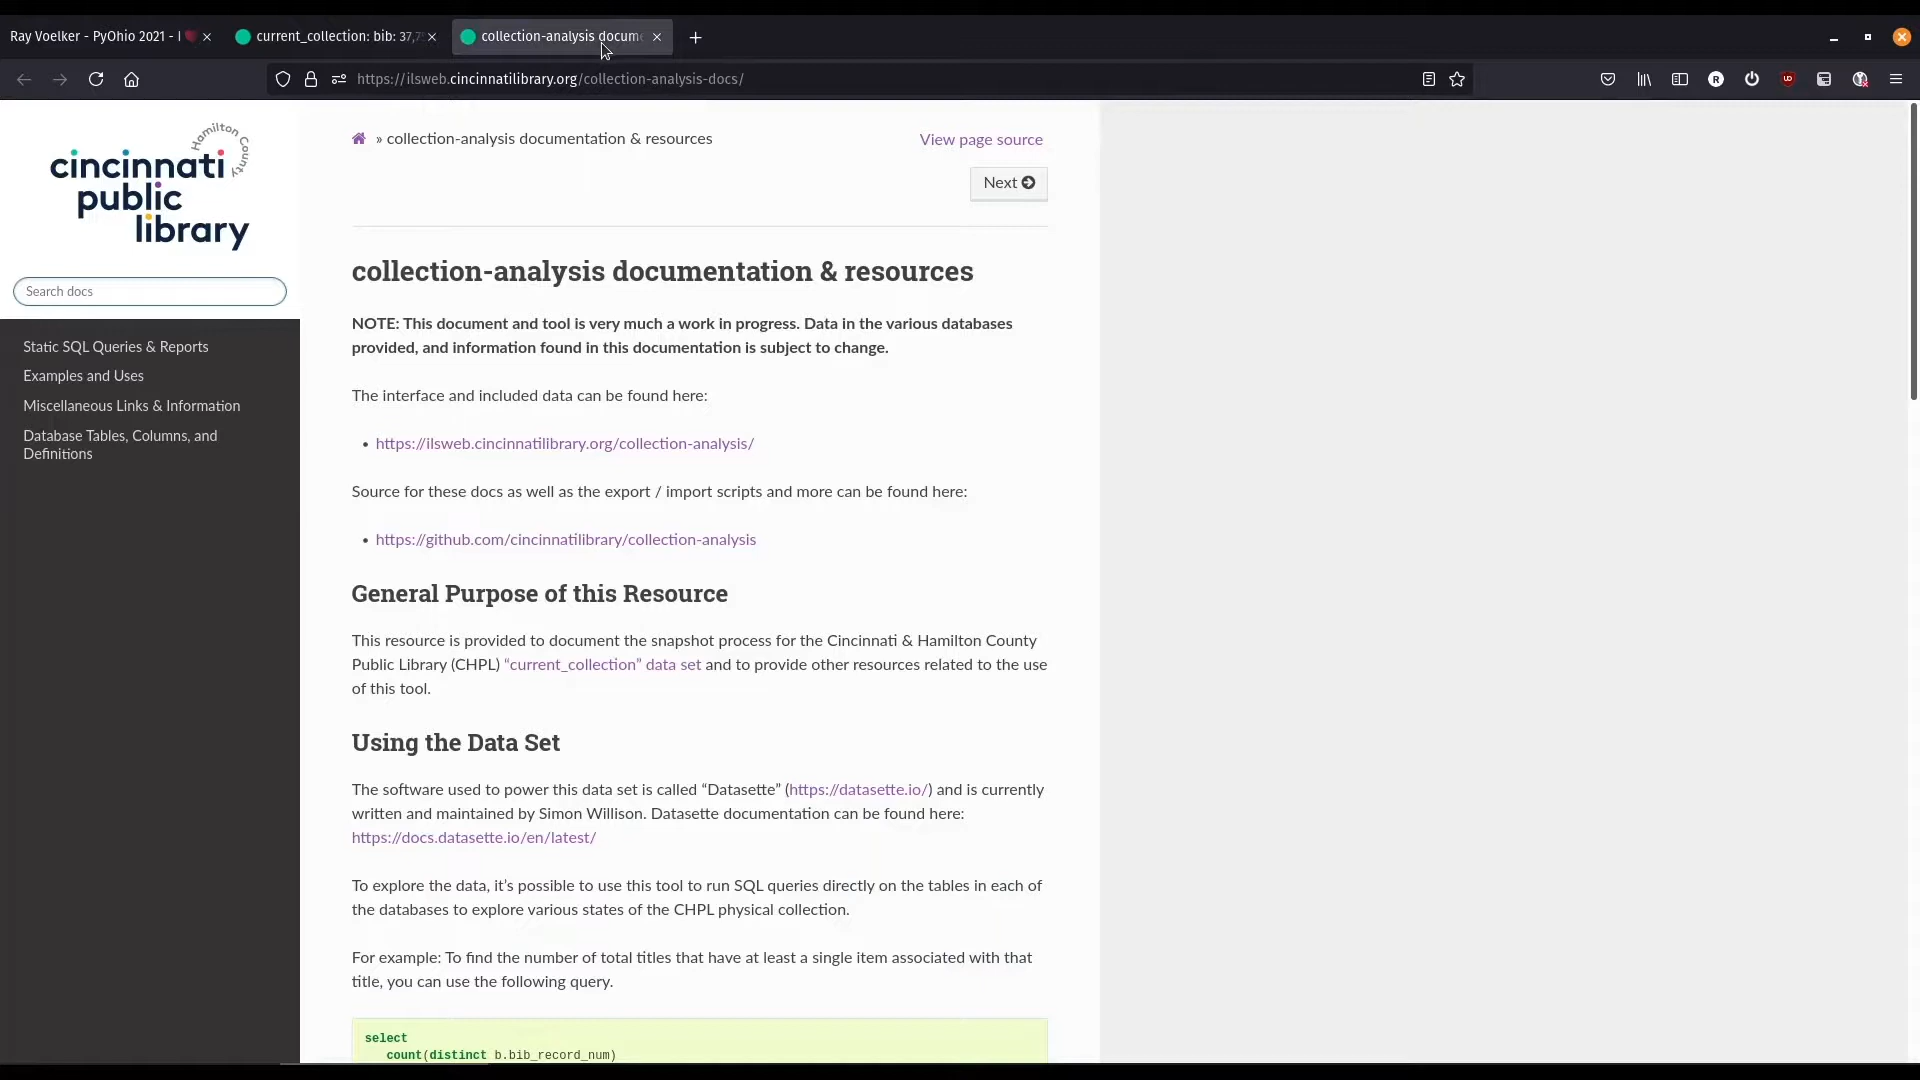 Ray Voelker - PyOhio 2021 - I
current_collection: bib: 37,7
collection-analysis docum
https://ilsweb.cincinnatilibrary.org/collection-analysis-docs/
Hamilton County
cincinnati
public
library
Search docs
Static SQL Queries & Reports
Examples and Uses
Miscellaneous Links & Information
Database Tables, Columns, and
Definitions
» collection-analysis documentation & resources
View page source
Next
collection-analysis documentation & resources
NOTE: This document and tool is very much a work in progress. Data in the various databases
provided, and information found in this documentation is subject to change.
The interface and included data can be found here:
• https://ilsweb.cincinnatilibrary.org/collection-analysis/
Source for these docs as well as the export / import scripts and more can be found here:
• https://github.com/cincinnatilibrary/collection-analysis
General Purpose of this Resource
This resource is provided to document the snapshot process for the Cincinnati & Hamilton County
Public Library (CHPL) “current_collection” data set and to provide other resources related to the use
of this tool.
Using the Data Set
The software used to power this data set is called “Datasette” (https://datasette.io/) and is currently
written and maintained by Simon Willison. Datasette documentation can be found here:
https://docs.datasette.io/en/latest/
To explore the data, it’s possible to use this tool to run SQL queries directly on the tables in each of
the databases to explore various states of the CHPL physical collection.
For example: To find the number of total titles that have at least a single item associated with that
title, you can use the following query.
select
count(distinct b.bib_record_num)